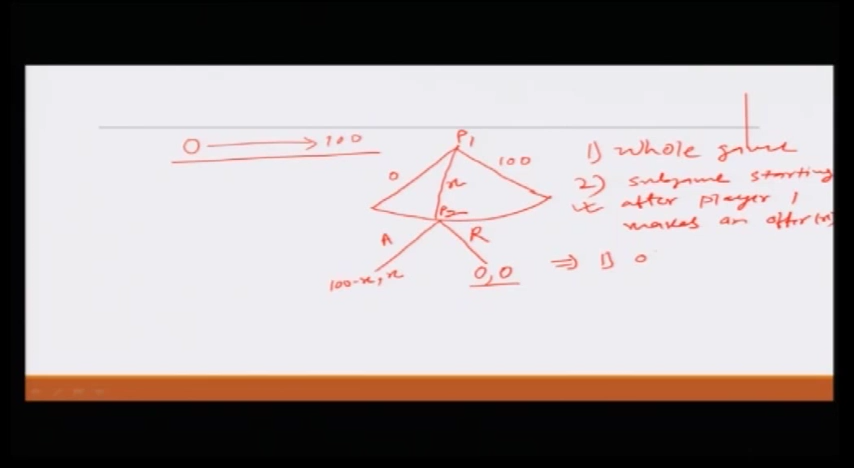 0 → 100
P1
0 x 100
P2
A R
100-x, x 0,0
1) whole game
2) subgame starting
after player 1
makes an offer (x)
⇒ 1) 0